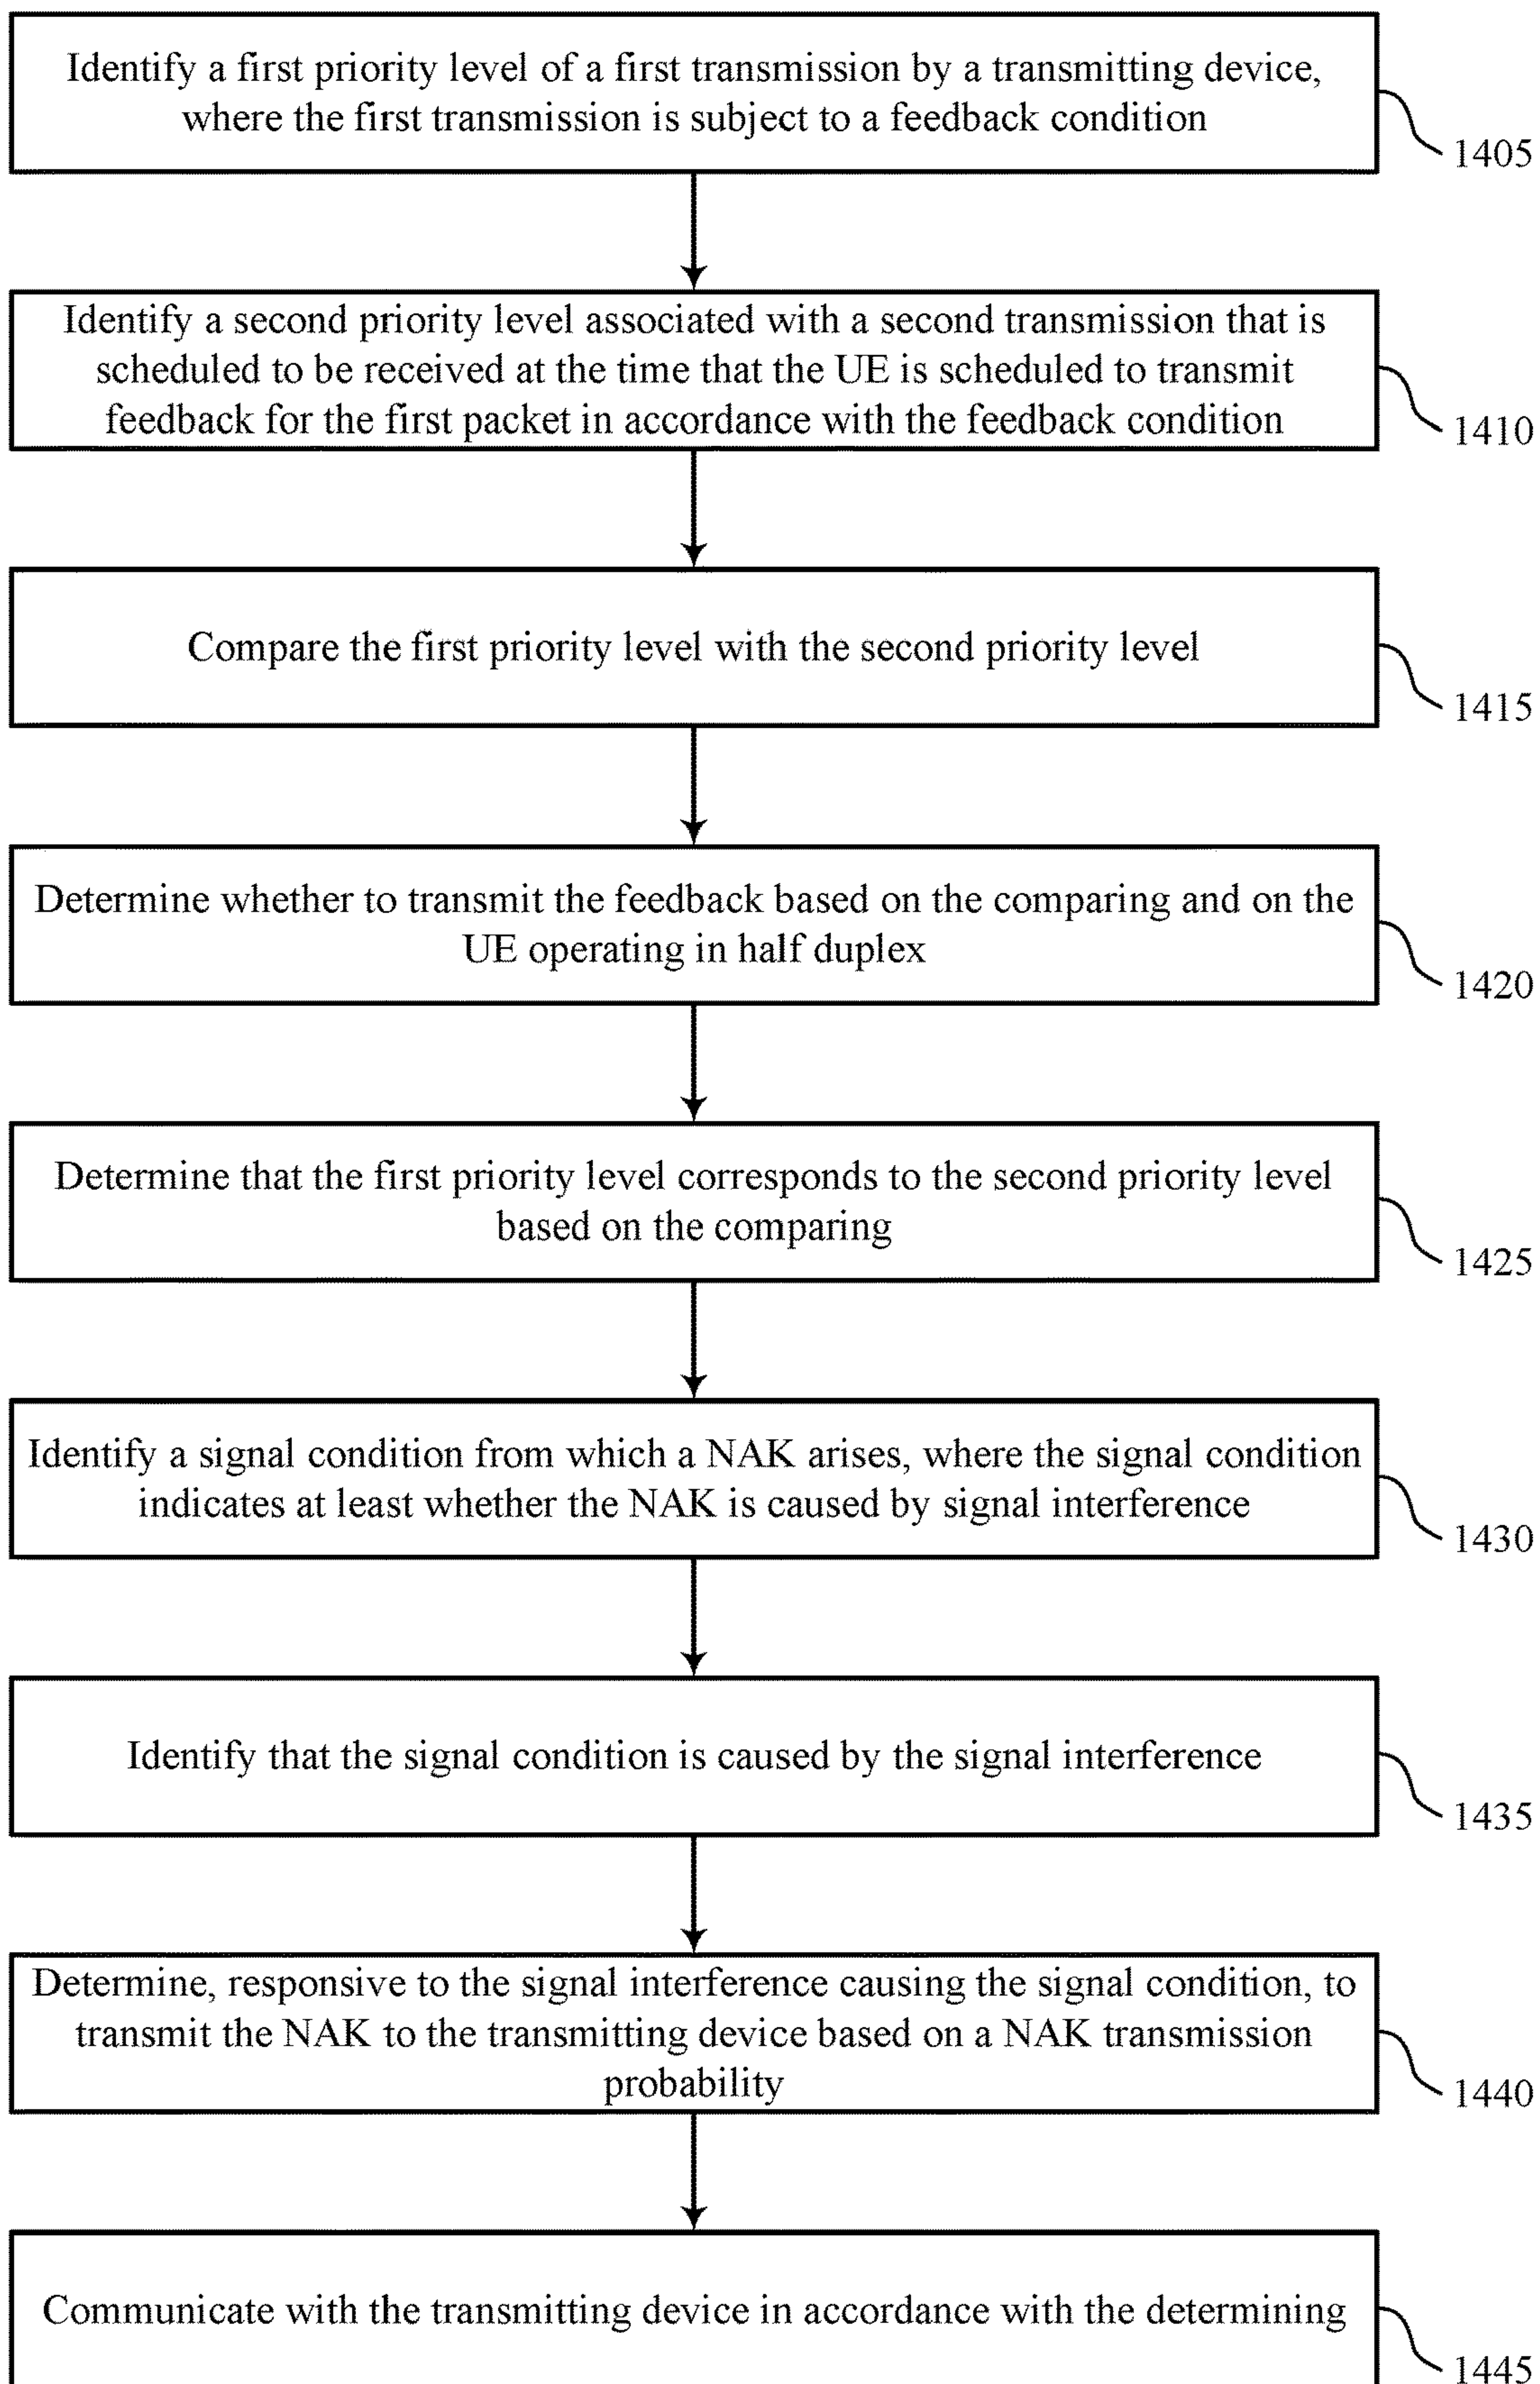 Identify a first priority level of a first transmission by a transmitting device,
where the first transmission is subject to a feedback condition
1405
Identify a second priority level associated with a second transmission that is
scheduled to be received at the time that the UE is scheduled to transmit
feedback for the first packet in accordance with the feedback condition
1410
Compare the first priority level with the second priority level
1415
Determine whether to transmit the feedback based on the comparing and on the
UE operating in half duplex
1420
Determine that the first priority level corresponds to the second priority level
based on the comparing
1425
Identify a signal condition from which a NAK arises, where the signal condition
indicates at least whether the NAK is caused by signal interference
1430
Identify that the signal condition is caused by the signal interference
1435
Determine, responsive to the signal interference causing the signal condition, to
transmit the NAK to the transmitting device based on a NAK transmission
probability
1440
Communicate with the transmitting device in accordance with the determining
1445